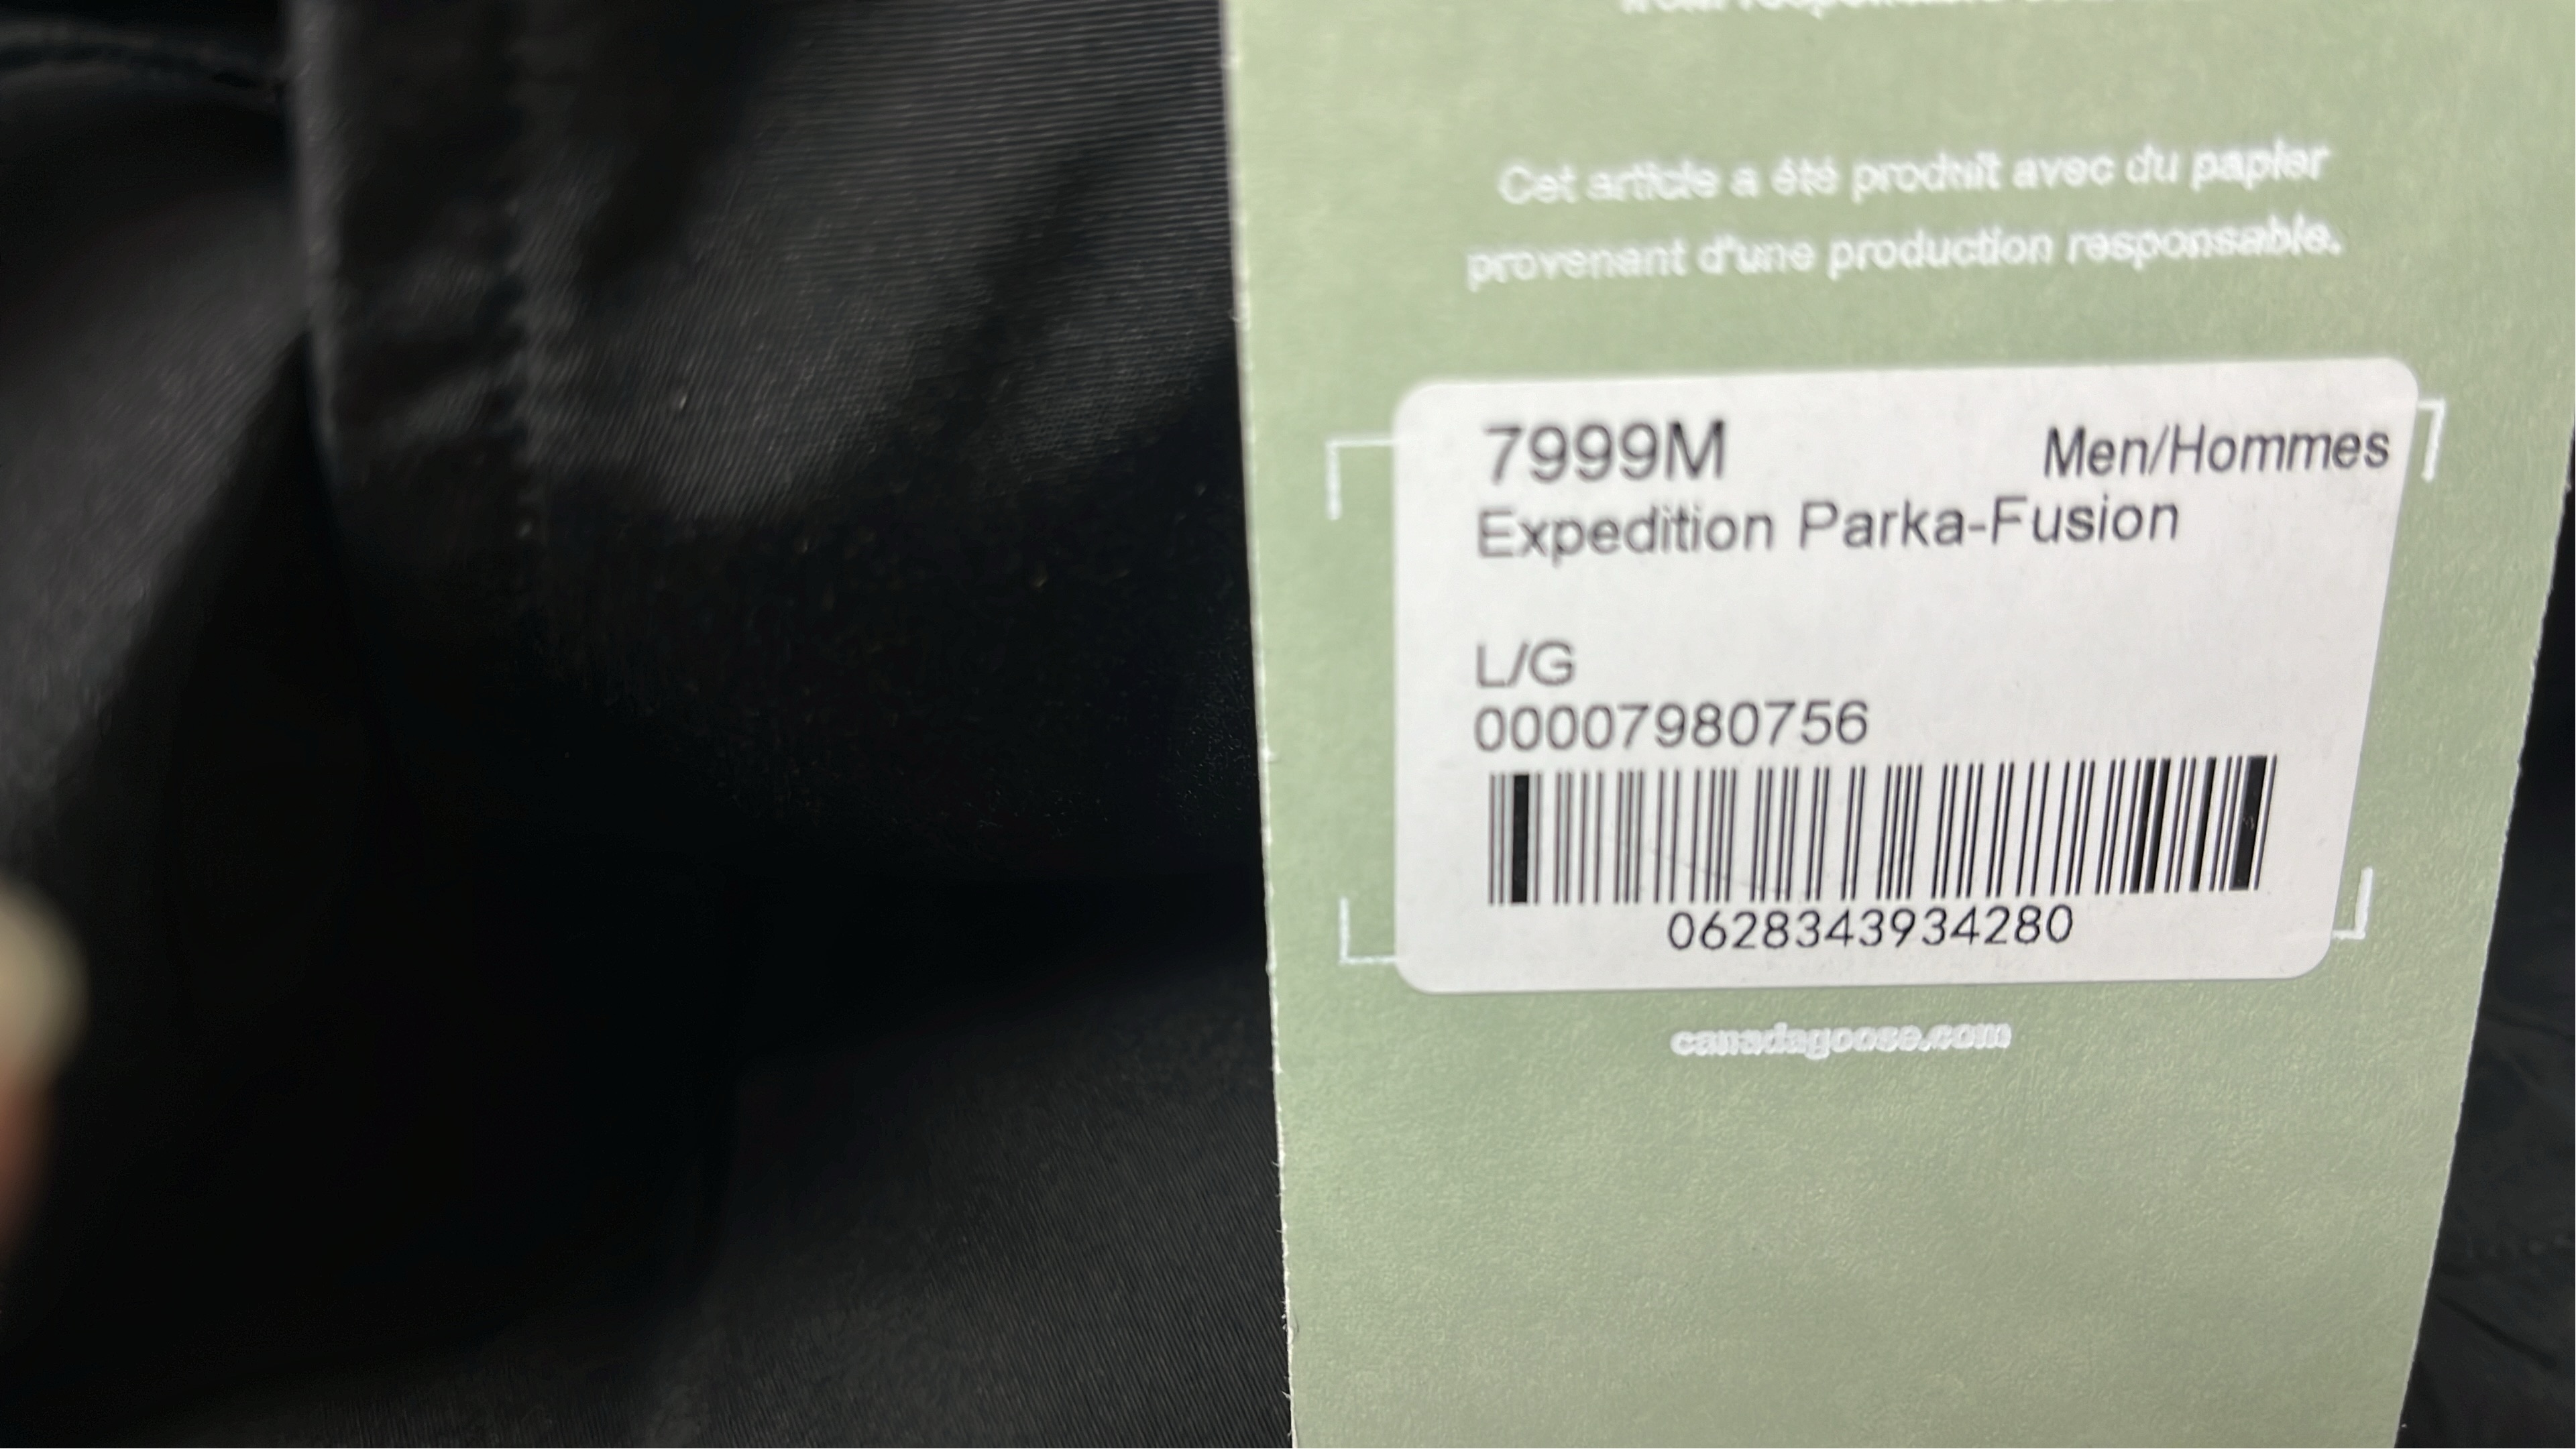 Cet article a été produit avec du papier
provenant d'une production responsable.
7999M Men/Hommes
Expedition Parka-Fusion
L/G
00007980756
0628343934280
canadagoose.com